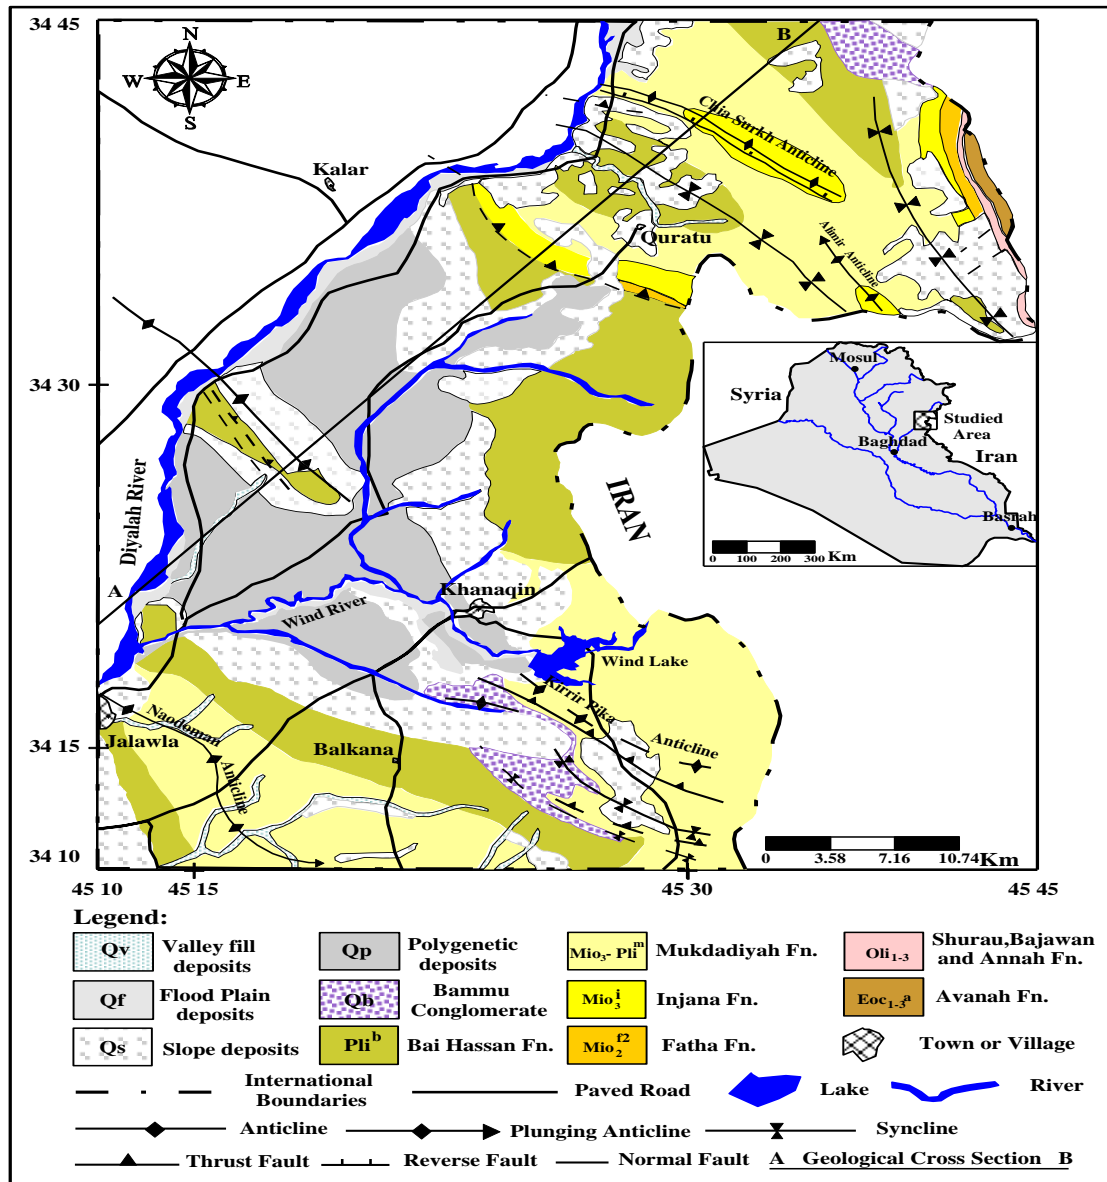 34 45
N
W E
S
B
Chia Surkh Anticline
Kalar
Quratu
Alimir Anticline
34 30
Mosul
Syria
Studied
Area
Baghdad
Iran
Basrah
0 100 200 300
Km
IRAN
Diyalah River
A
Khanaqin
Wind River
Wind Lake
Kirrir Pika
Anticline
34 15
Jalawla
Naodoman
Anticline
Balkana
34 10
0 3.58 7.16 10.74 Km
45 10 45 15 45 30 45 45
Legend:
Qv Valley fill
deposits
Qp Polygenetic
deposits
Mio3- Pli m Mukdadiyah Fn.
Oli1-3 Shurau,Bajawan
and Annah Fn.
Qf Flood Plain
deposits
Qb Bammu
Conglomerate
Mio3 j Injana Fn.
Eoc1-3 a Avanah Fn.
Qs Slope deposits
Pli b Bai Hassan Fn.
Mio2 f2 Fatha Fn.
Town or Village
International
Boundaries
Paved Road
Lake
River
Anticline
Plunging Anticline
Syncline
Thrust Fault
Reverse Fault
Normal Fault
A Geological Cross Section B